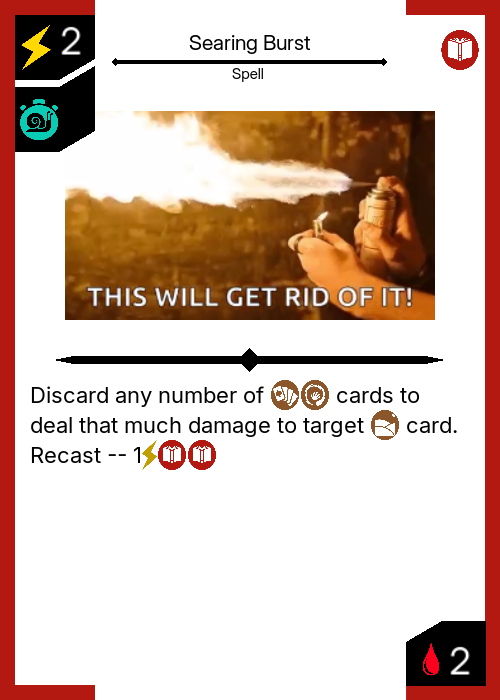 2
Searing Burst
Spell
THIS WILL GET RID OF IT!
Discard any number of cards to
deal that much damage to target card.
Recast -- 1
2